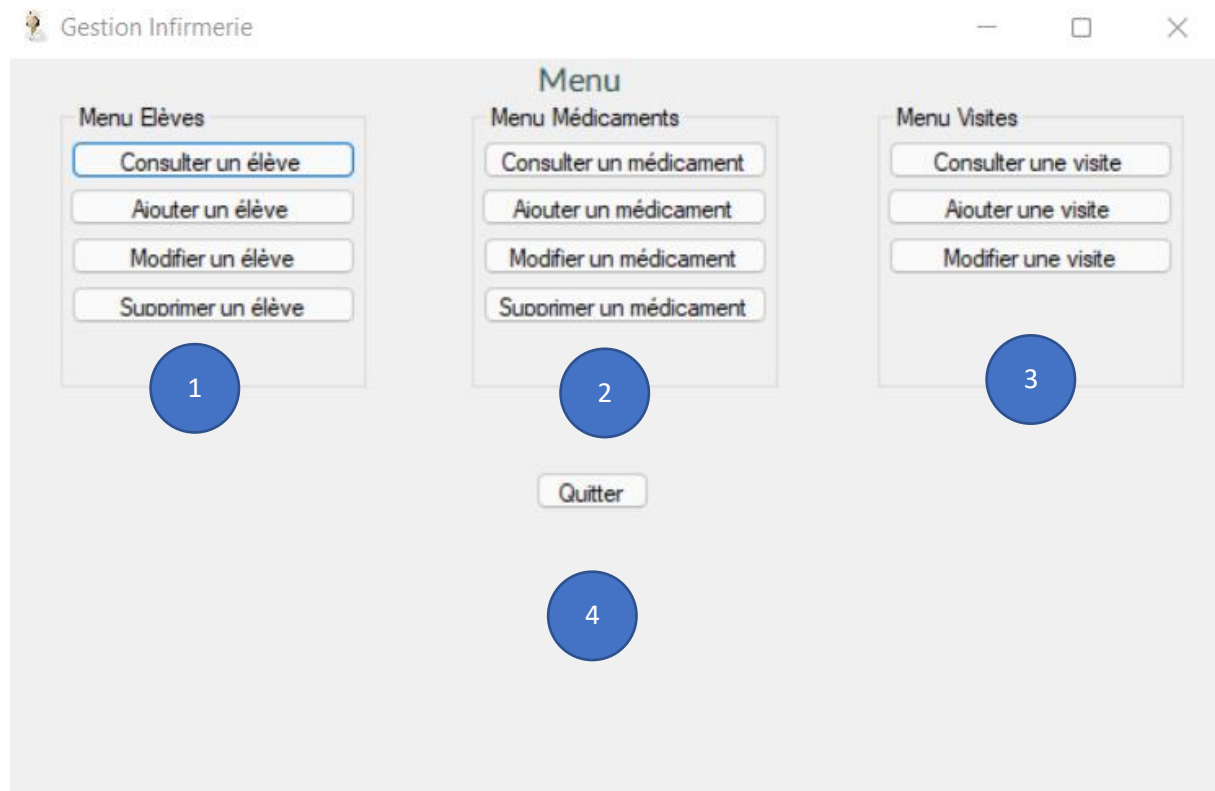 Gestion Infirmerie
Menu
Menu Elèves
Consulter un élève
Ajouter un élève
Modifier un élève
Supprimer un élève
1
Menu Médicaments
Consulter un médicament
Ajouter un médicament
Modifier un médicament
Supprimer un médicament
2
Menu Visites
Consulter une visite
Ajouter une visite
Modifier une visite
3
Quitter
4